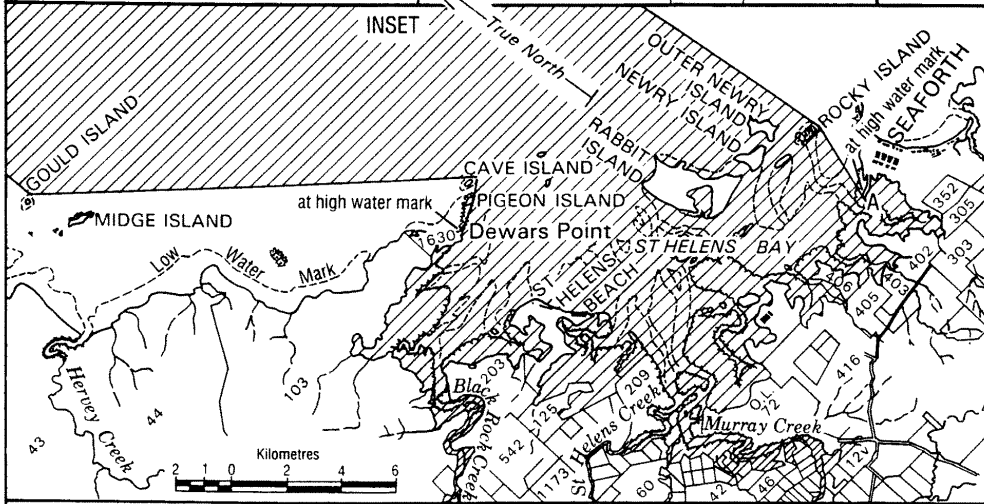 INSET
True North
OUTER NEWRY
ISLAND
NEWRY ISLAND
RABBIT
ISLAND
ROCKY ISLAND
at high water mark
SEAFORTH
GOULD ISLAND
CAVE ISLAND
PIGEON ISLAND
at high water mark
MIDGE ISLAND
1630
Dewars Point
A
352
305
303
402
403
405
ST HELENS BAY
Low Water Mark
ST
HELENS
BEACH
Hervey Creek
43
44
103
Black Rock Creek
203
125
542
1173
209
St Helens Creek
60
42
46
O.L.
72
Murray Creek
416
12V
Kilometres
2 1 0 2 4 6